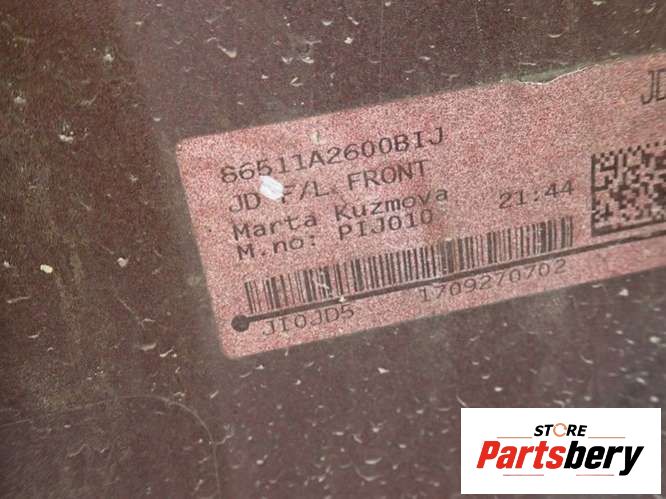 JD
86511A2600BIJ
JD F/L FRONT
Marta Kuzmova 21:44
M.no: PIJ010
JI0JD5 1709270702
STORE
Partsbery